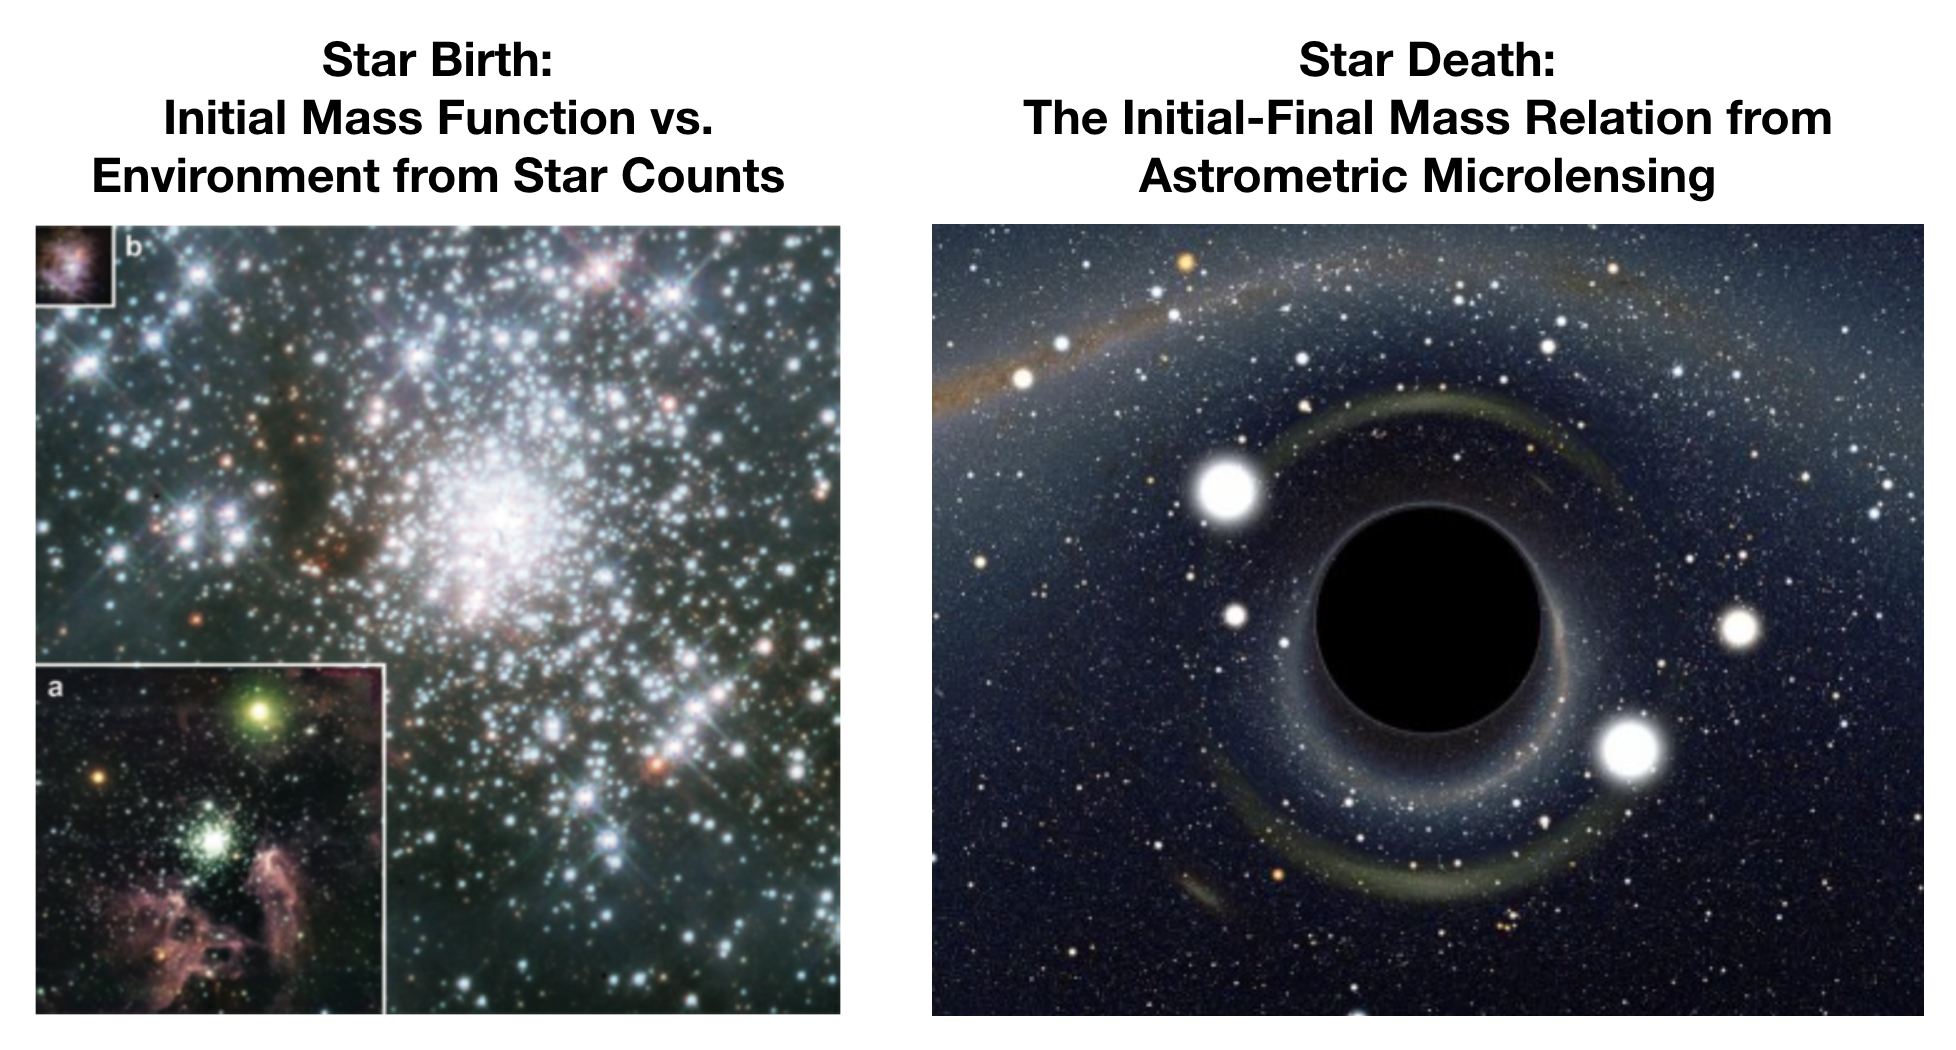 Star Birth:
Initial Mass Function vs.
Environment from Star Counts
b
a
Star Death:
The Initial-Final Mass Relation from
Astrometric Microlensing